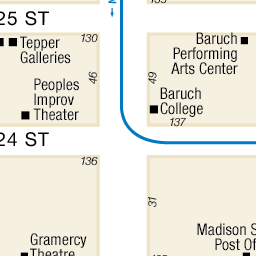 25 ST
130
Tepper
Galleries
46
Peoples
Improv
Theater
24 ST
136
Gramercy
Theatre
Baruch
Performing
Arts Center
49
Baruch
College
137
31
Madison S
Post Of